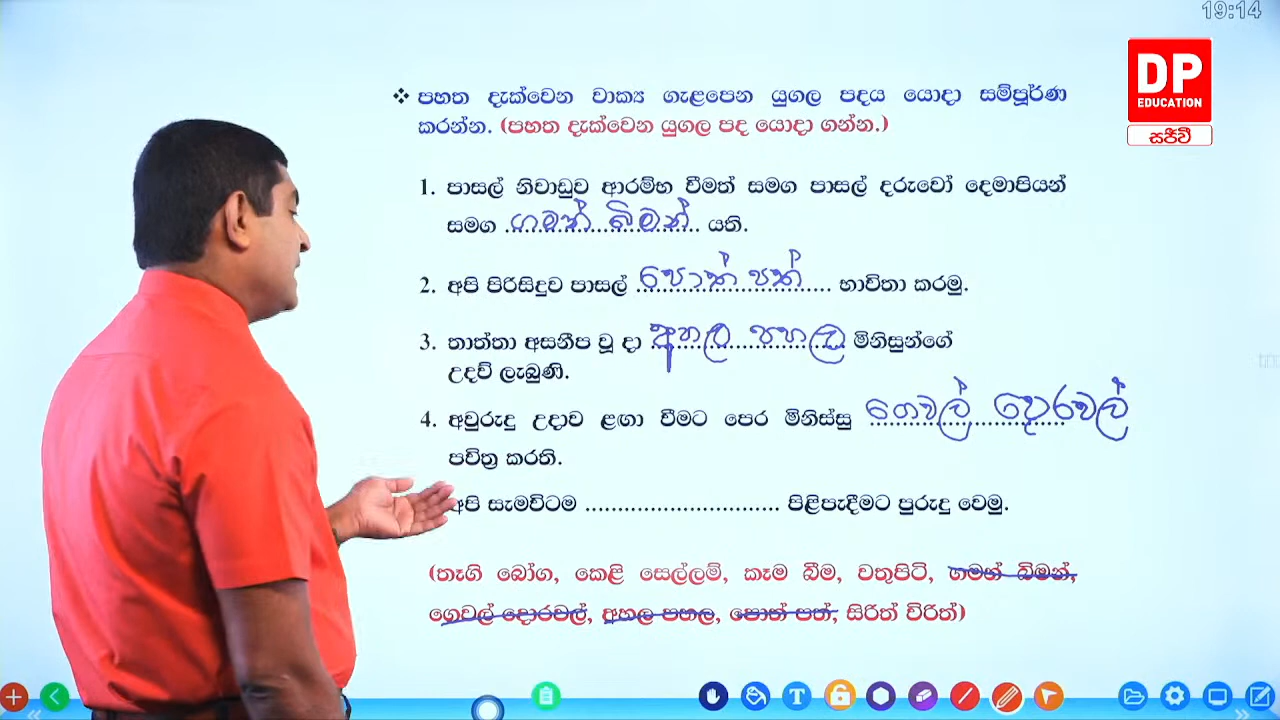 19:14
DP
EDUCATION
සජීවී
❖ පහත දැක්වෙන වාක්‍ය ගැළපෙන යුගල පදය යොදා සම්පූර්ණ
කරන්න. (පහත දැක්වෙන යුගල පද යොදා ගන්න.)
1. පාසල් නිවාඩුව ආරම්භ වීමත් සමග පාසල් දරුවෝ දෙමාපියන්
සමග ගමන් බිමන් යති.
2. අපි පිරිසිදුව පාසල් පොත් පත් භාවිතා කරමු.
3. තාත්තා අසනීප වූ දා අහල පහල මිනිසුන්ගේ
උදව් ලැබුණි.
4. අවුරුදු උදාව ළඟා වීමට පෙර මිනිස්සු ගෙවල් දොරවල්
පවිත්‍ර කරති.
අපි සැමවිටම ............................. පිළිපැදීමට පුරුදු වෙමු.
(තෑගි බෝග, කෙළි සෙල්ලම්, කෑම බීම, වතුපිටි, ගමන් බිමන්,
ගෙවල් දොරවල්, අහල පහල, පොත් පත්, සිරිත් විරිත්)